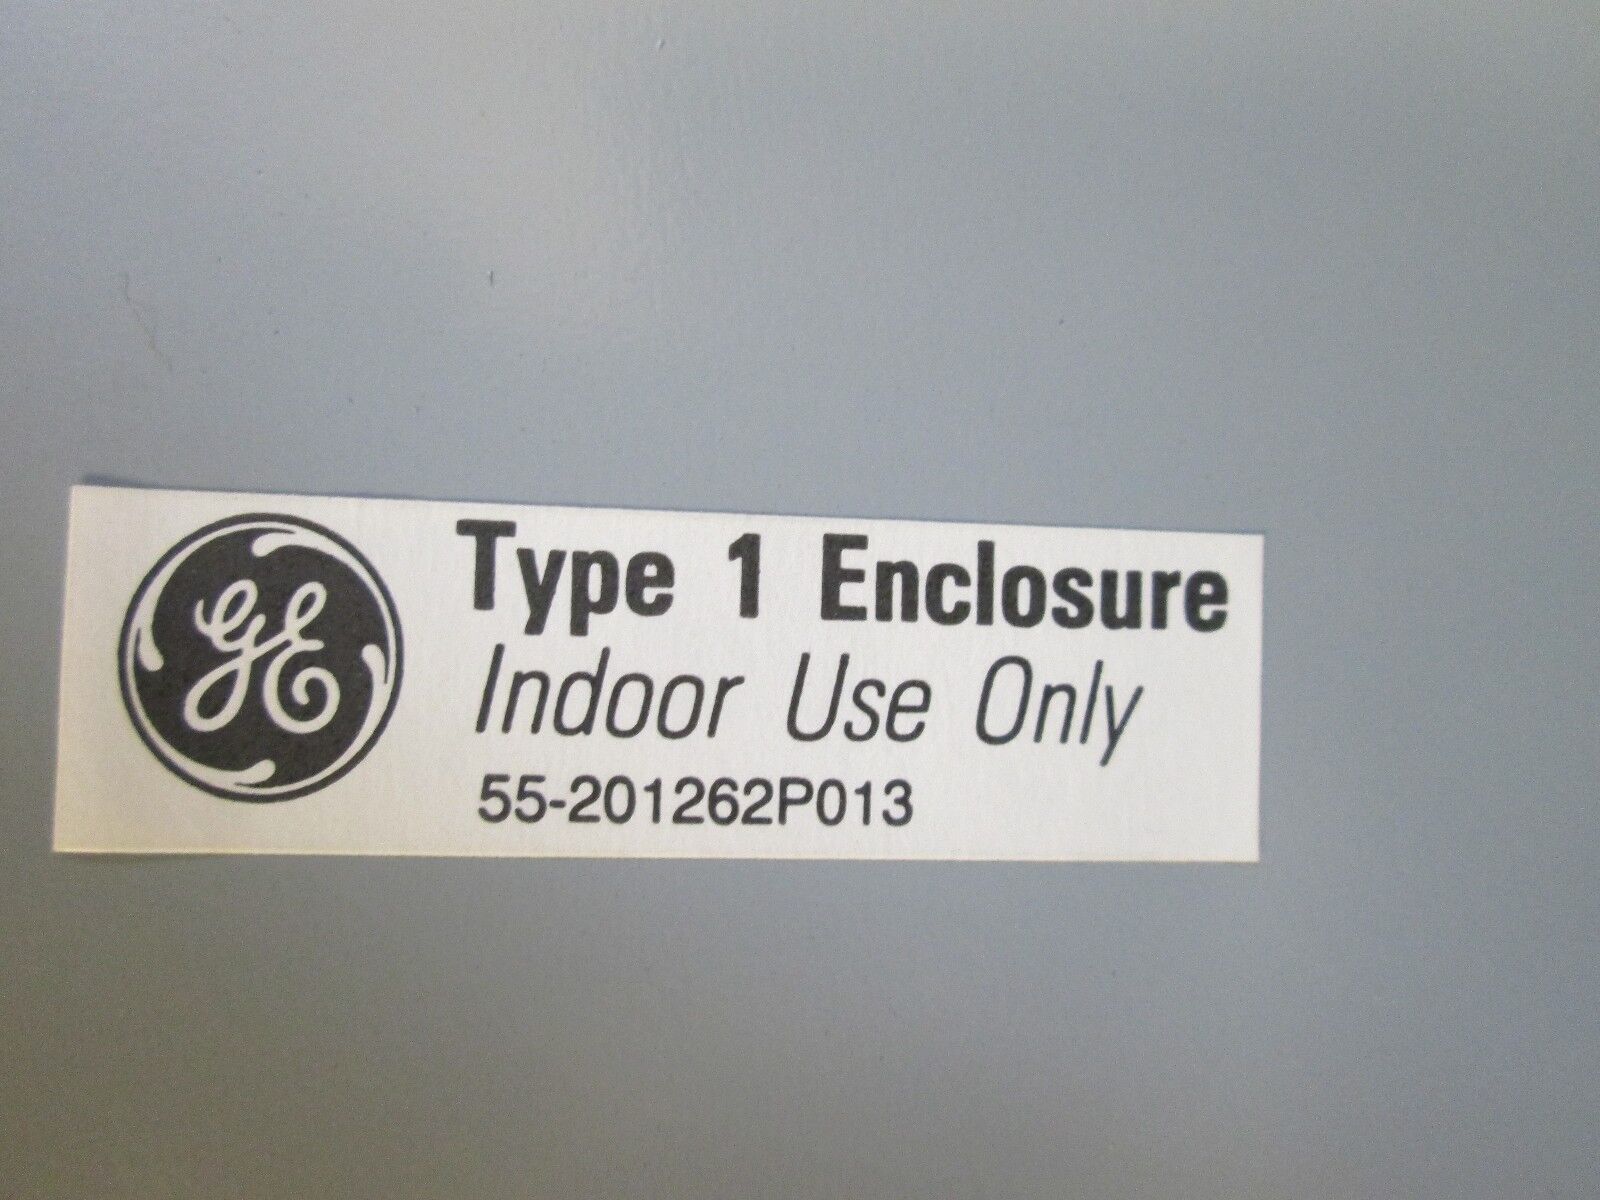 GE
Type 1 Enclosure
Indoor Use Only
55-201262P013